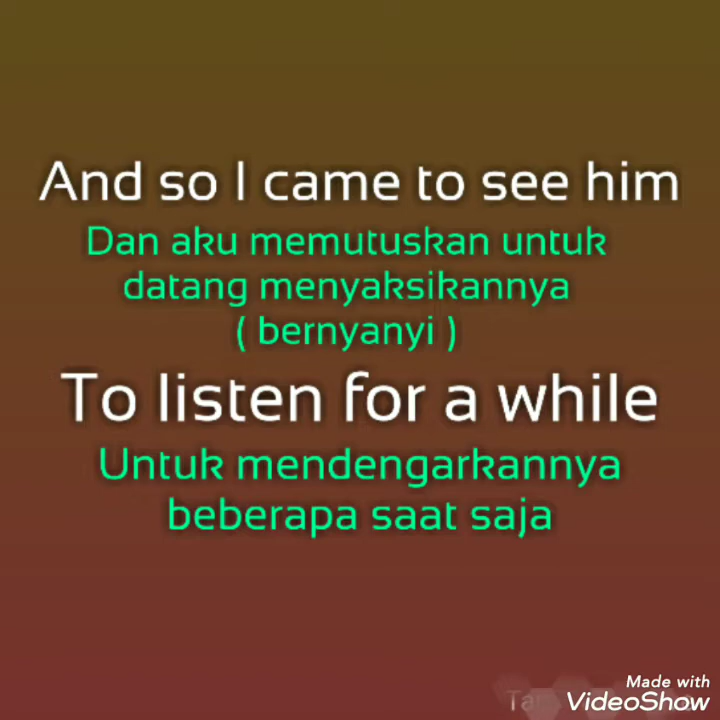 And so I came to see him
Dan aku memutuskan untuk
datang menyaksikannya
( bernyanyi )
To listen for a while
Untuk mendengarkannya
beberapa saat saja
Made with
VideoShow